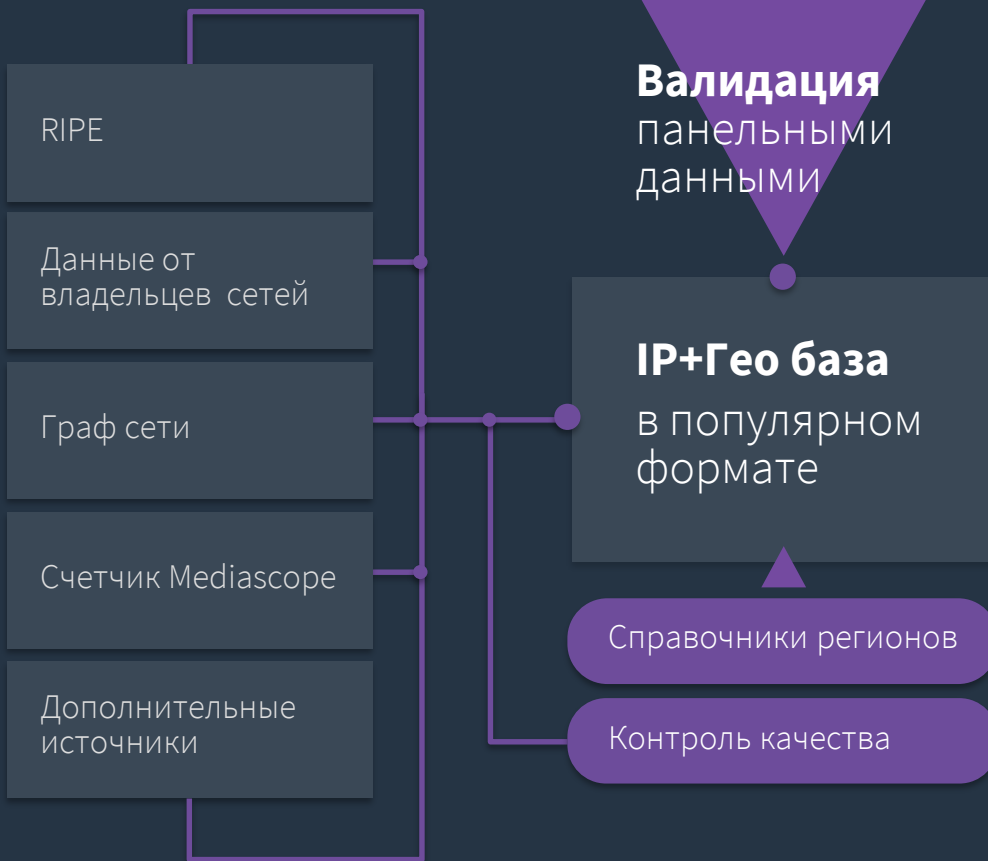 RIPE
Данные от
владельцев сетей
Граф сети
Счетчик Mediascope
Дополнительные
источники
Валидация
панельными
данными
IP+Гео база
в популярном
формате
Справочники регионов
Контроль качества